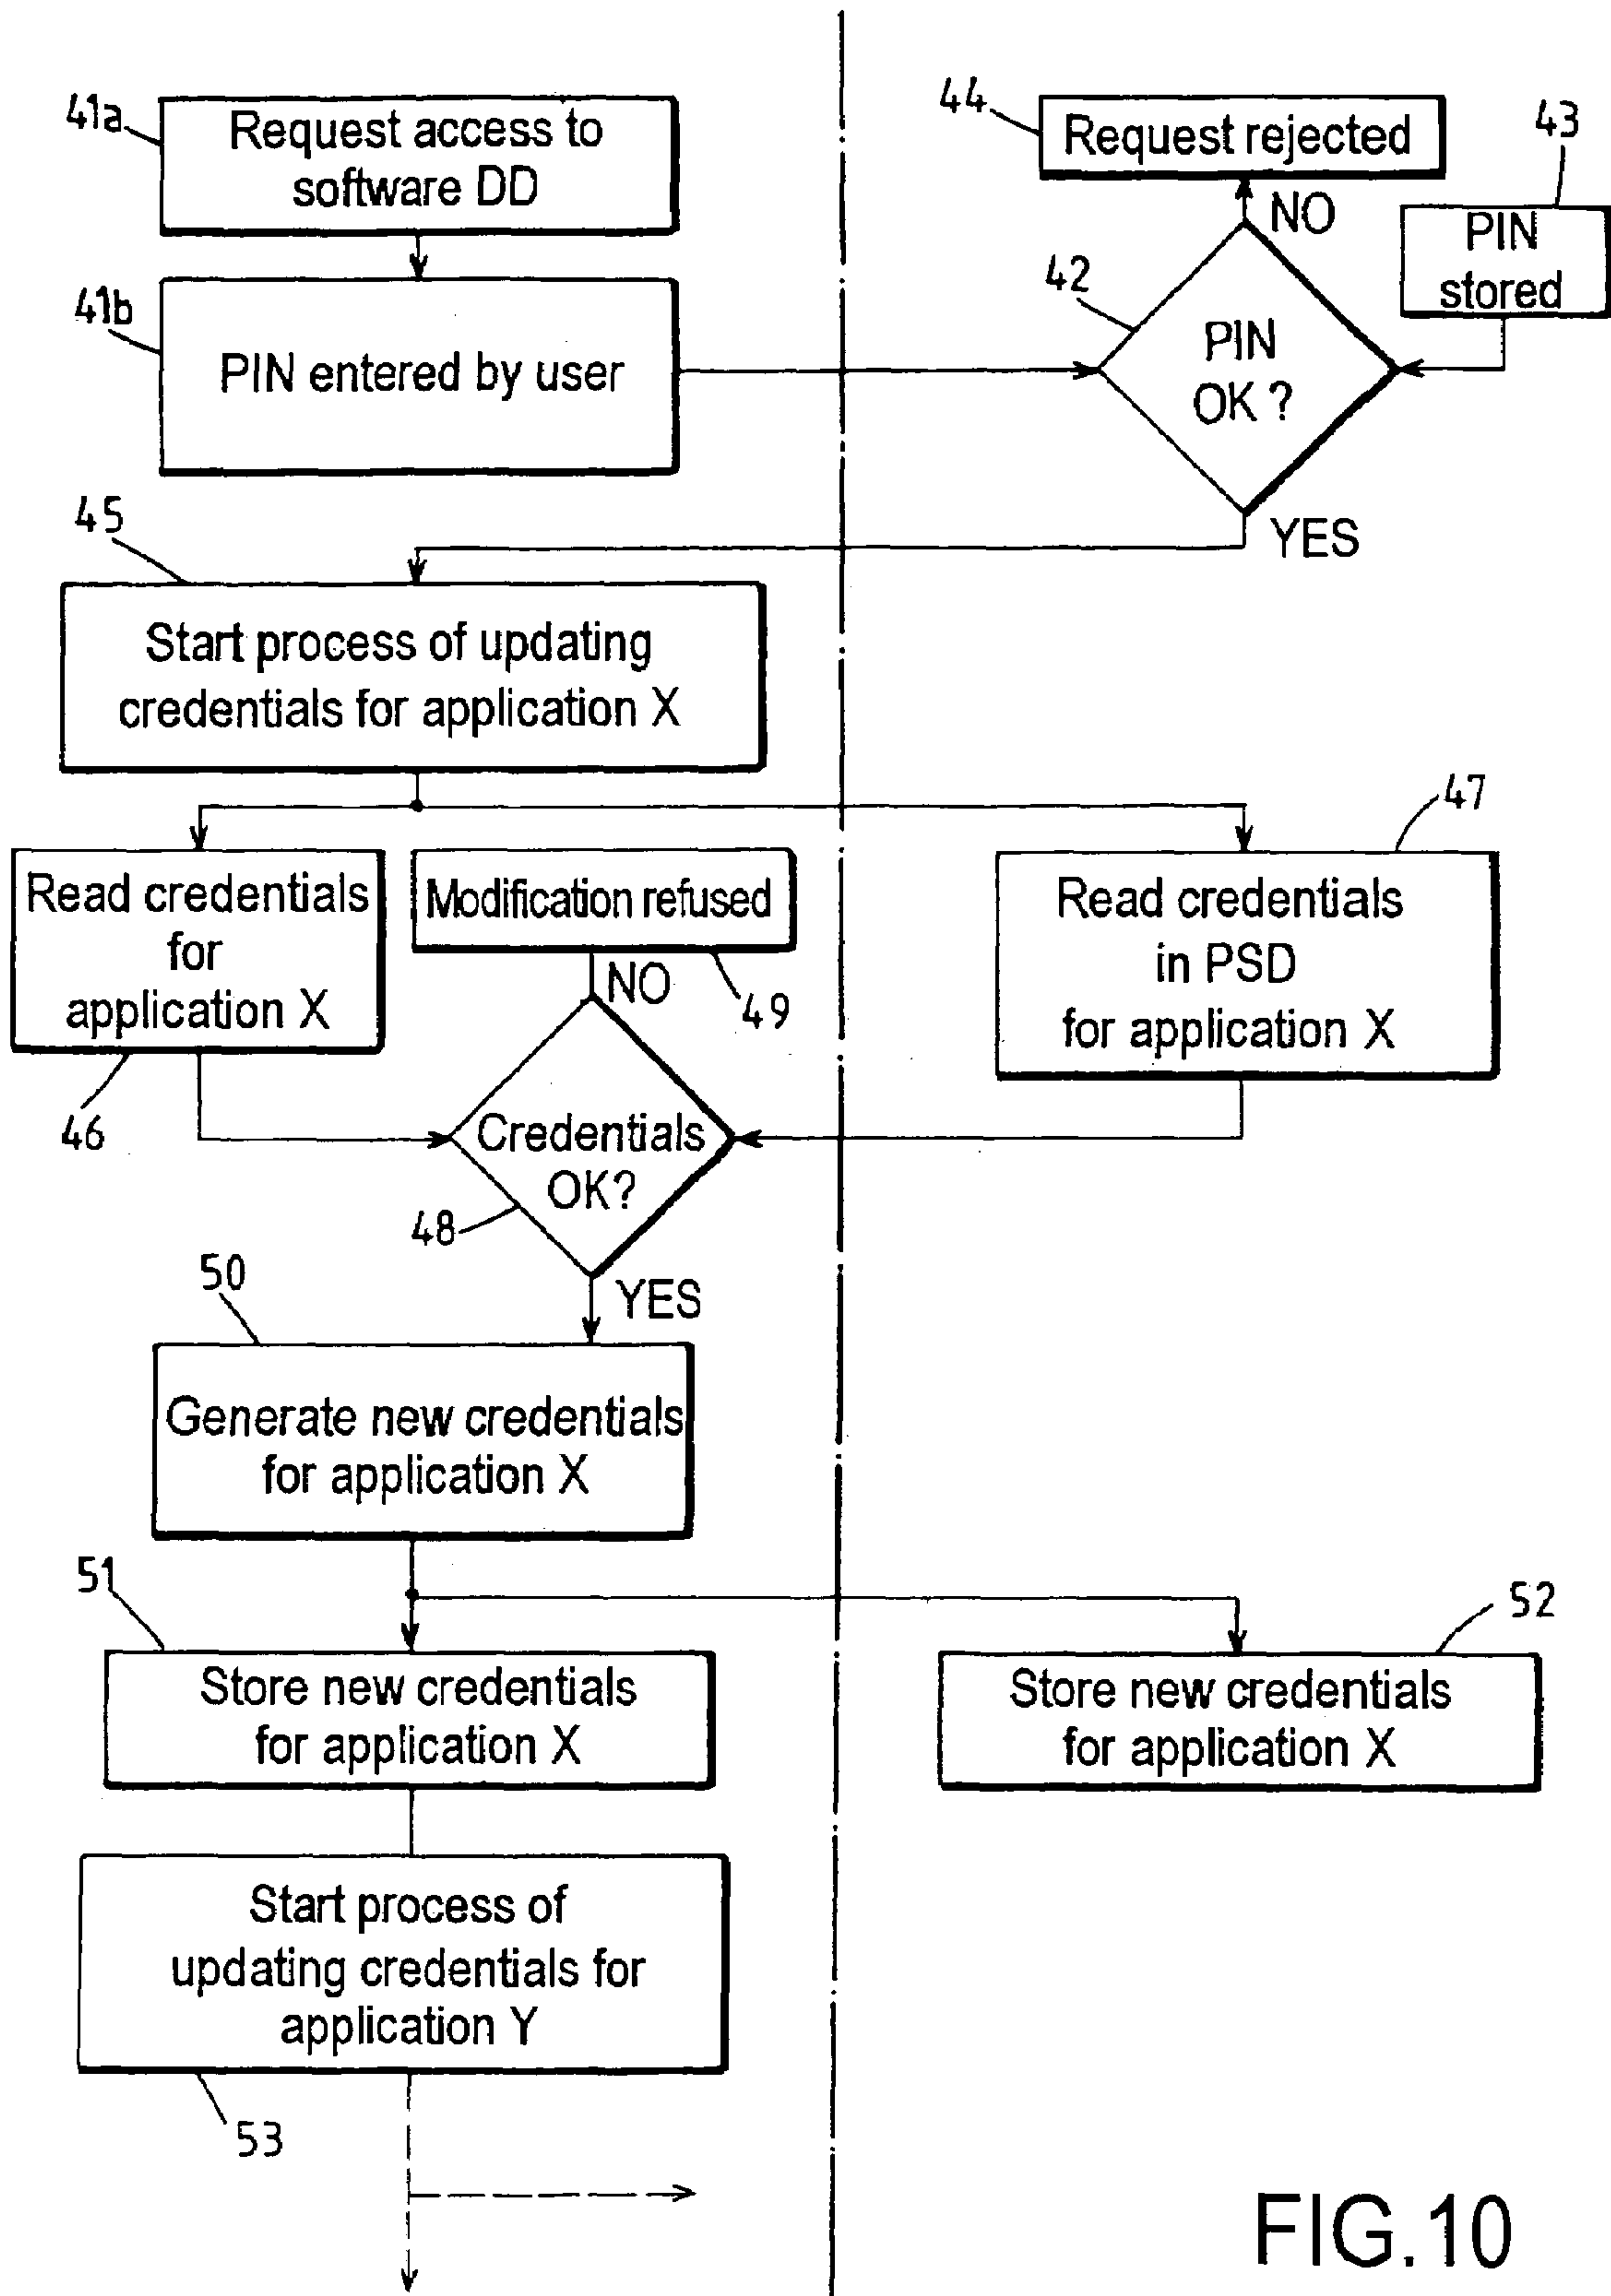 41a
Request access to
software DD
44
Request rejected
43
PIN
stored
NO
42
PIN
OK ?
YES
41b
PIN entered by user
45
Start process of updating
credentials for application X
46
Read credentials
for
application X
Modification refused
49
NO
47
Read credentials
in PSD
for application X
Credentials
OK?
48
YES
50
Generate new credentials
for application X
51
Store new credentials
for application X
52
Store new credentials
for application X
Start process of
updating credentials for
application Y
53
FIG.10